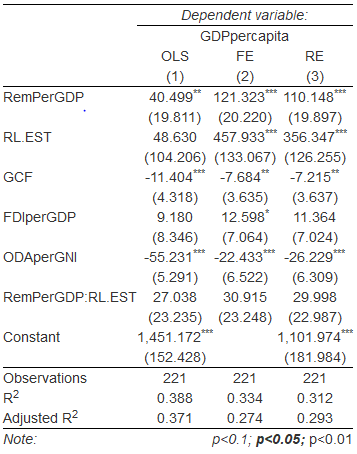 Dependent variable:
GDPpercapita
OLS FE RE
(1) (2) (3)
RemPerGDP 40.499** 121.323*** 110.148***
(19.811) (20.220) (19.897)
RL.EST 48.630 457.933*** 356.347***
(104.206) (133.067) (126.255)
GCF -11.404*** -7.684** -7.215**
(4.318) (3.635) (3.637)
FDIperGDP 9.180 12.598* 11.364
(8.346) (7.064) (7.024)
ODAperGNI -55.231*** -22.433*** -26.229***
(5.291) (6.522) (6.309)
RemPerGDP:RL.EST 27.038 30.915 29.998
(23.235) (23.248) (22.987)
Constant 1,451.172*** 1,101.974***
(152.428) (181.984)
Observations 221 221 221
R2 0.388 0.334 0.312
Adjusted R2 0.371 0.274 0.293
Note: p<0.1; p<0.05; p<0.01